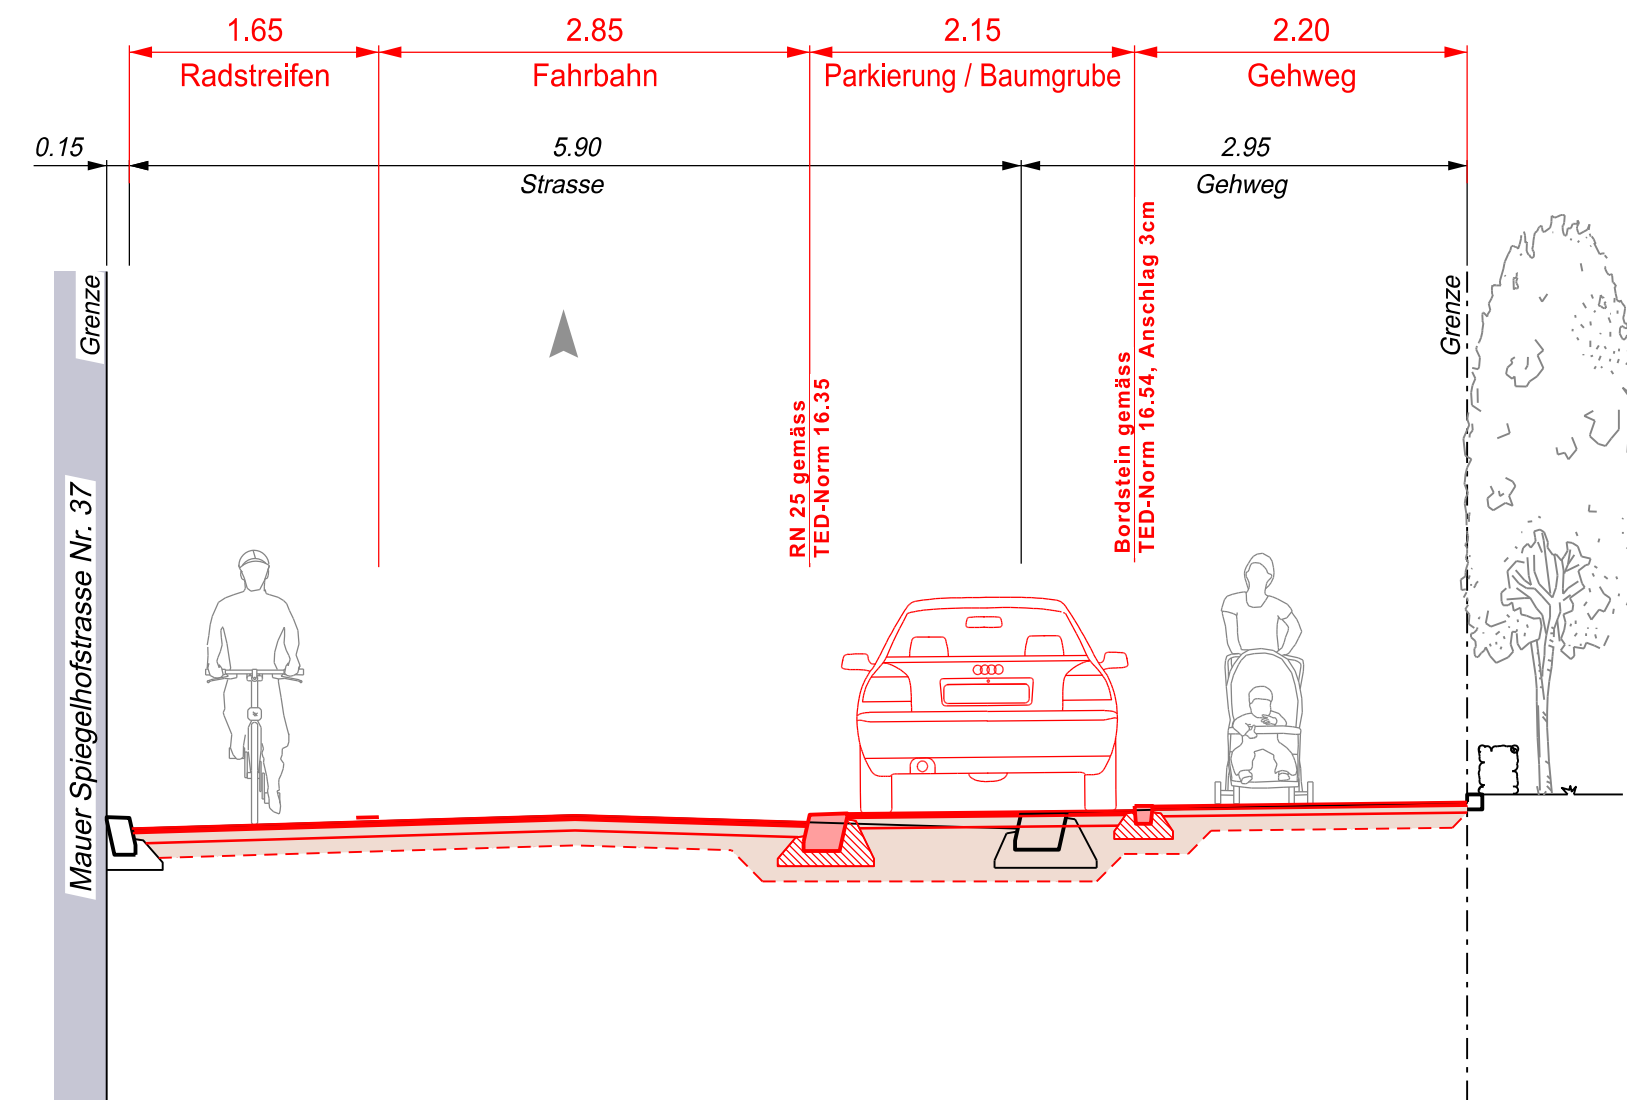 1.65
2.85
2.15
2.20
Radstreifen
Fahrbahn
Parkierung / Baumgrube
Gehweg
0.15
5.90
2.95
Strasse
Gehweg
Grenze
Mauer Spiegelhofstrasse Nr. 37
RN 25 gemäss
TED-Norm 16.35
Bordstein gemäss
TED-Norm 16.54, Anschlag 3cm
Grenze